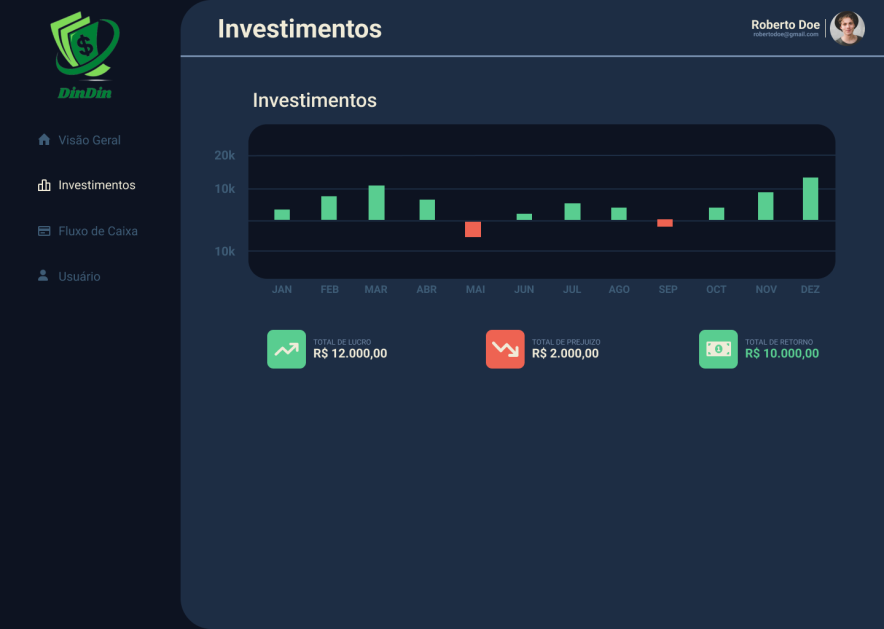 DinDin
Visão Geral
Investimentos
Fluxo de Caixa
Usuário
Investimentos
Roberto Doe
robertodoe@gmail.com
Investimentos
20k
10k
10k
JAN FEB MAR ABR MAI JUN JUL AGO SEP OCT NOV DEZ
TOTAL DE LUCRO
R$ 12.000,00
TOTAL DE PREJUIZO
R$ 2.000,00
TOTAL DE RETORNO
R$ 10.000,00